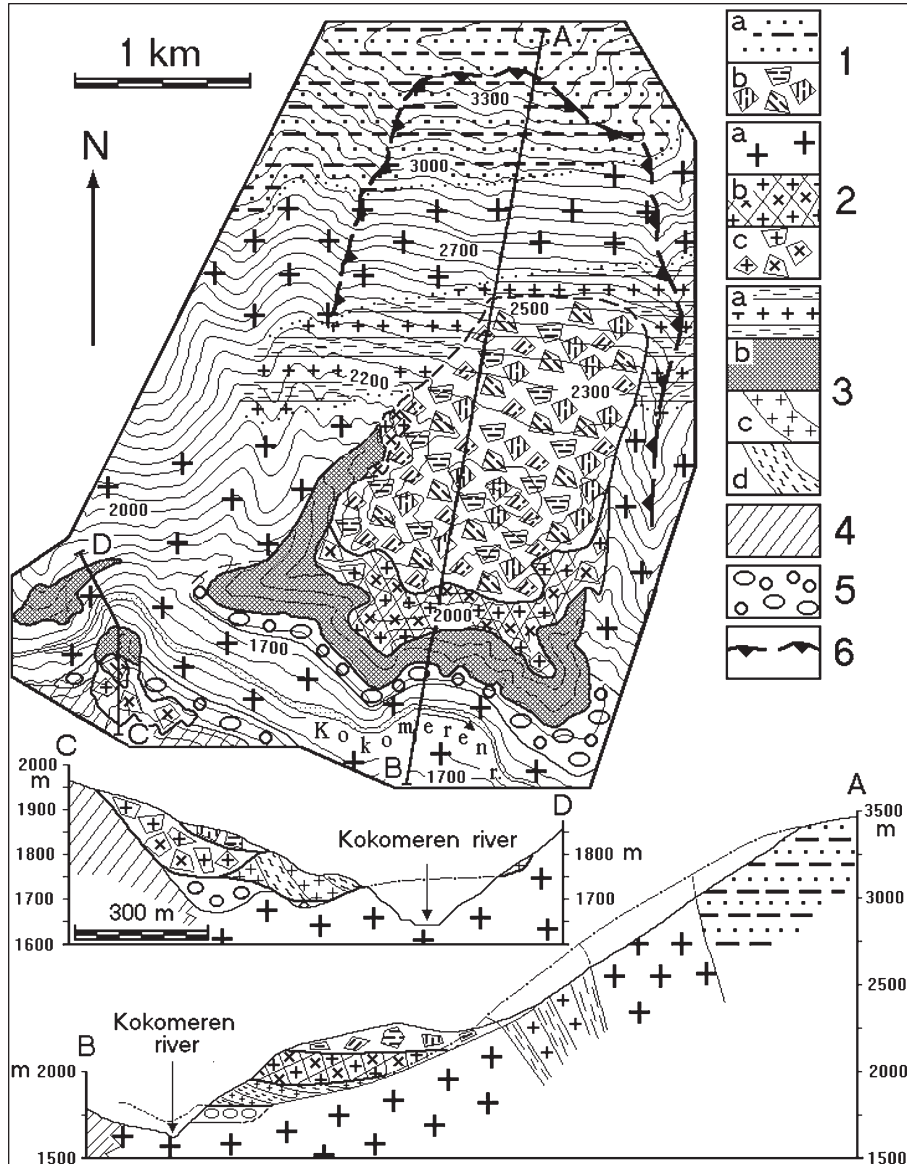 1 km
N
A
3300
3000
2700
2500
2200
2300
2000
2000
D
1700
C
Kokomeren r.
B
1700
a
b
1
a
b
c
2
a
b
c
d
3
4
5
6
C
D
2000
m
1900
1800
1700
1600
1800 m
1700
Kokomeren river
300 m
A
3500
m
3000
2500
2000
1500
Kokomeren
river
B
m 2000
1500